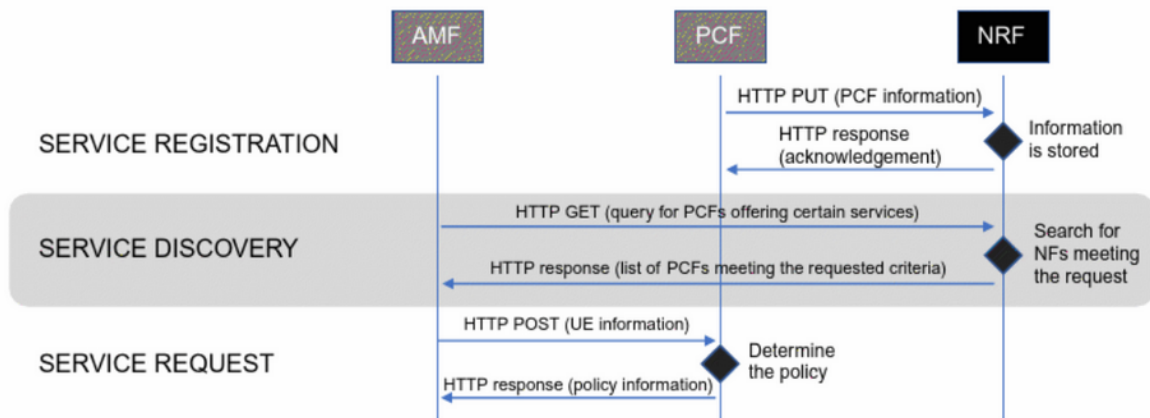 AMF
PCF
NRF
HTTP PUT (PCF information)
SERVICE REGISTRATION
HTTP response
(acknowledgement)
Information
is stored
HTTP GET (query for PCFs offering certain services)
SERVICE DISCOVERY
HTTP response (list of PCFs meeting the requested criteria)
Search for
NFs meeting
the request
HTTP POST (UE information)
SERVICE REQUEST
Determine
the policy
HTTP response (policy information)